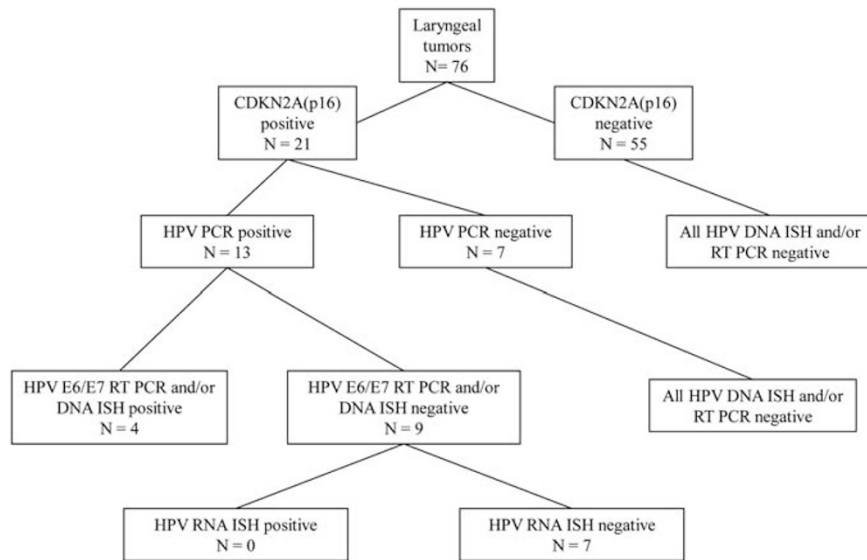 Laryngeal
tumors
N= 76
CDKN2A(p16)
positive
N = 21
CDKN2A(p16)
negative
N = 55
HPV PCR positive
N = 13
HPV PCR negative
N = 7
All HPV DNA ISH and/or
RT PCR negative
HPV E6/E7 RT PCR and/or
DNA ISH positive
N = 4
HPV E6/E7 RT PCR and/or
DNA ISH negative
N = 9
All HPV DNA ISH and/or
RT PCR negative
HPV RNA ISH positive
N = 0
HPV RNA ISH negative
N = 7